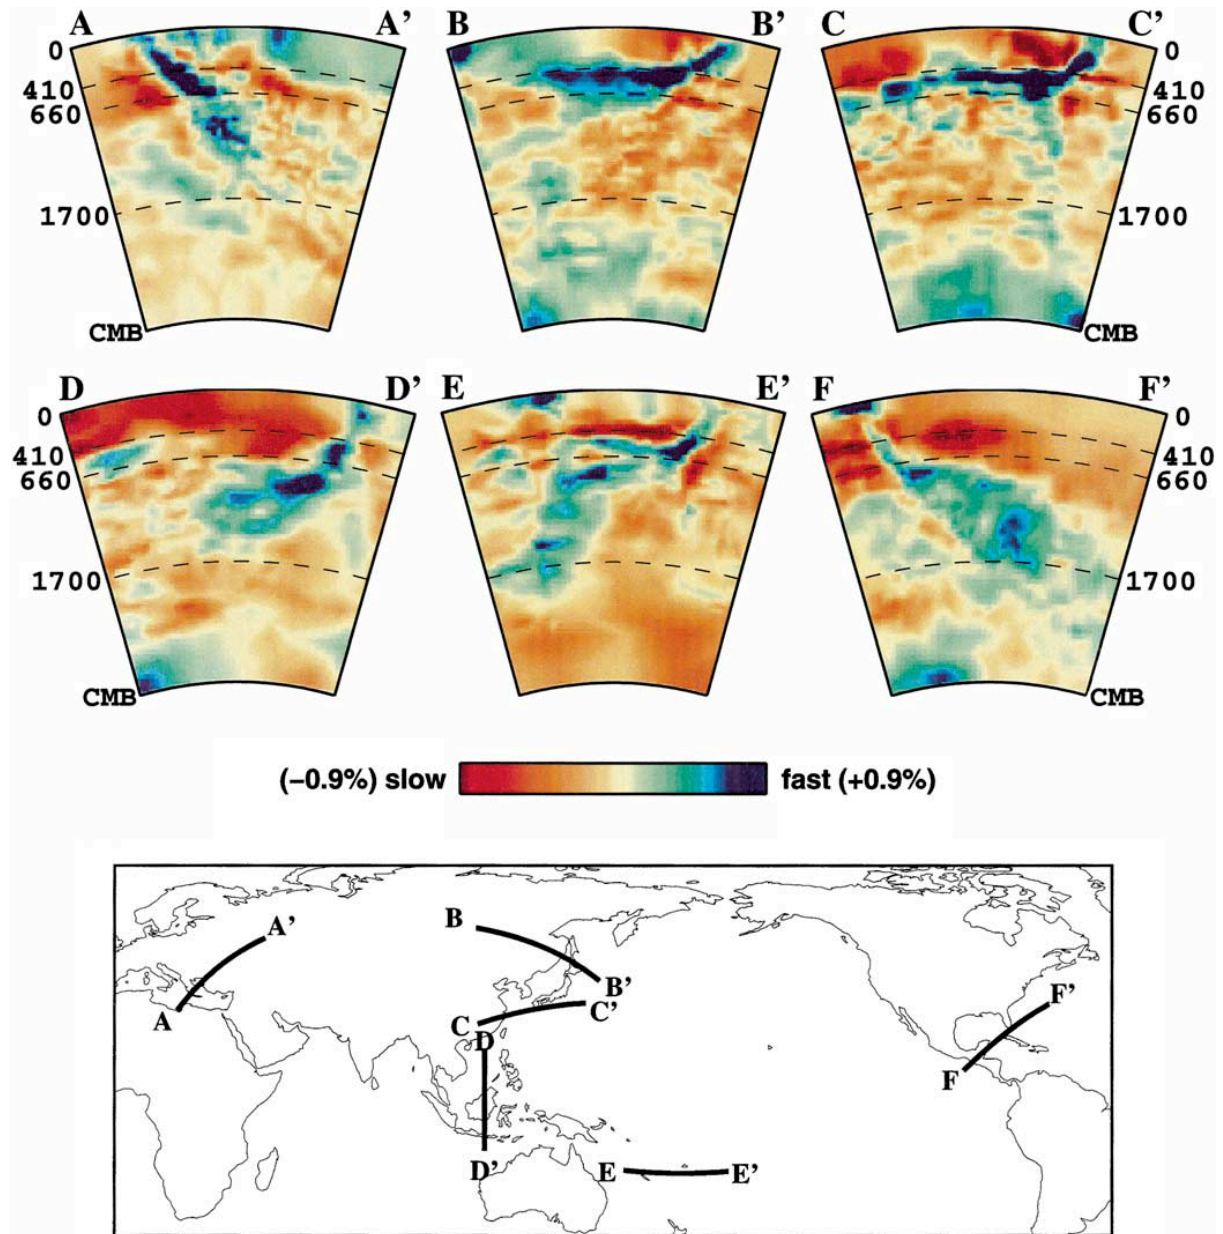 A A’ B B’ C C’
0 0
410 410
660 660
1700 1700
CMB CMB
D D’ E E’ F F’
0 0
410 410
660 660
1700 1700
CMB CMB
(−0.9%) slow fast (+0.9%)
A’ B
B’
A C C’ F’
D F
D’ E E’